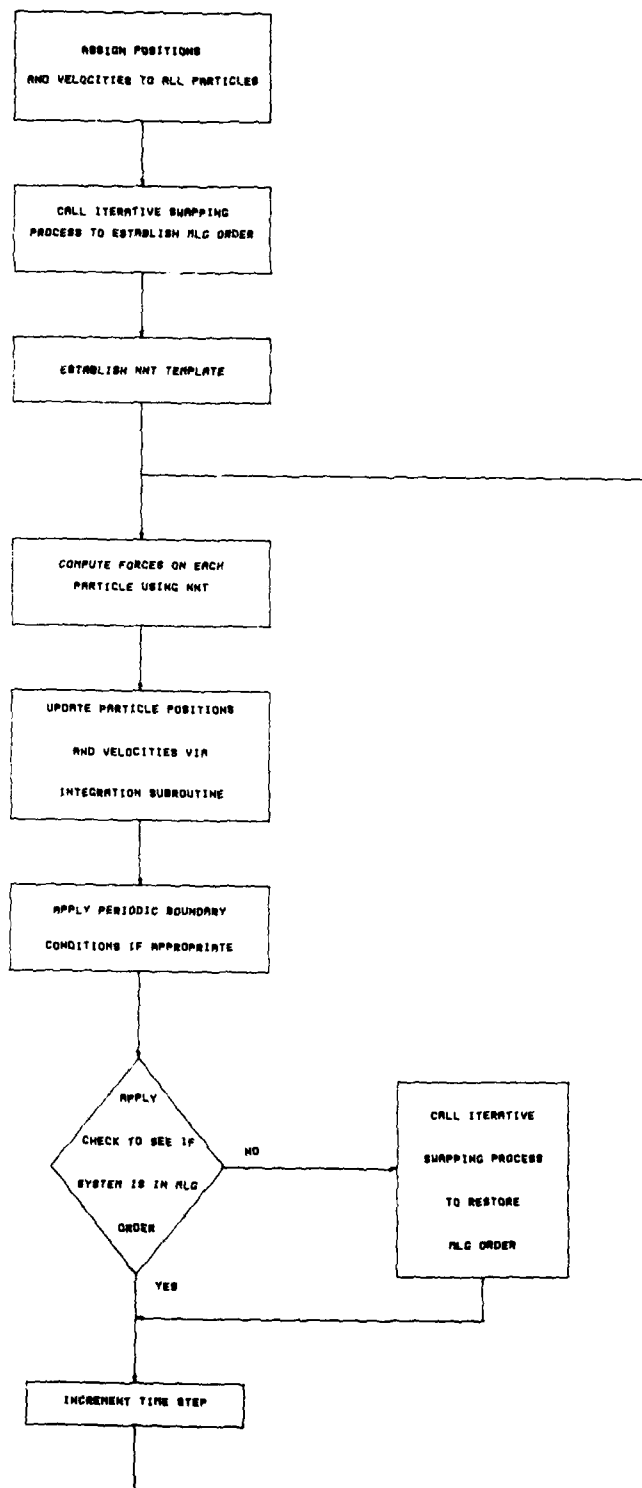 ASSIGN POSITIONS
AND VELOCITIES TO ALL PARTICLES
CALL ITERATIVE SWAPPING
PROCESS TO ESTABLISH MLG ORDER
ESTABLISH NNT TEMPLATE
COMPUTE FORCES ON EACH
PARTICLE USING NNT
UPDATE PARTICLE POSITIONS
AND VELOCITIES VIA
INTEGRATION SUBROUTINE
APPLY PERIODIC BOUNDARY
CONDITIONS IF APPROPRIATE
APPLY
CHECK TO SEE IF
SYSTEM IS IN MLG
ORDER
NO
CALL ITERATIVE
SWAPPING PROCESS
TO RESTORE
MLG ORDER
YES
INCREMENT TIME STEP